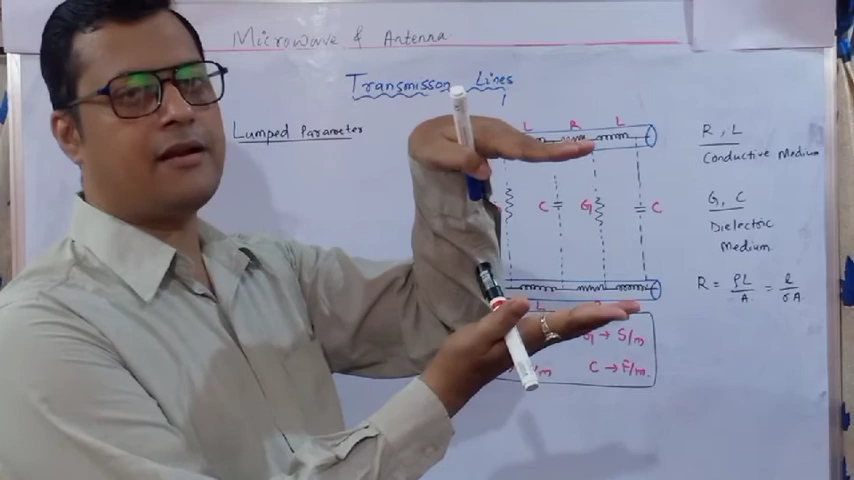 Microwave & Antenna
Transmisson Lines
Lumped Parameter
L R L
R, L
Conductive Medium
C G C
G, C
Dielectric
Medium
R = ρL/A = l/σA
L
G → S/m
/m C → F/m.